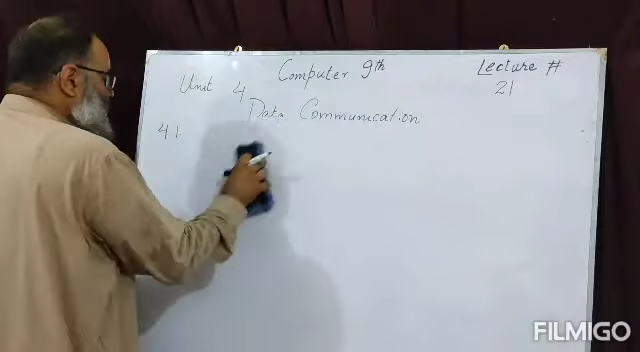 Computer 9th
Lecture #
21
Unit 4
Data Communication
4 1.
FILMIGO